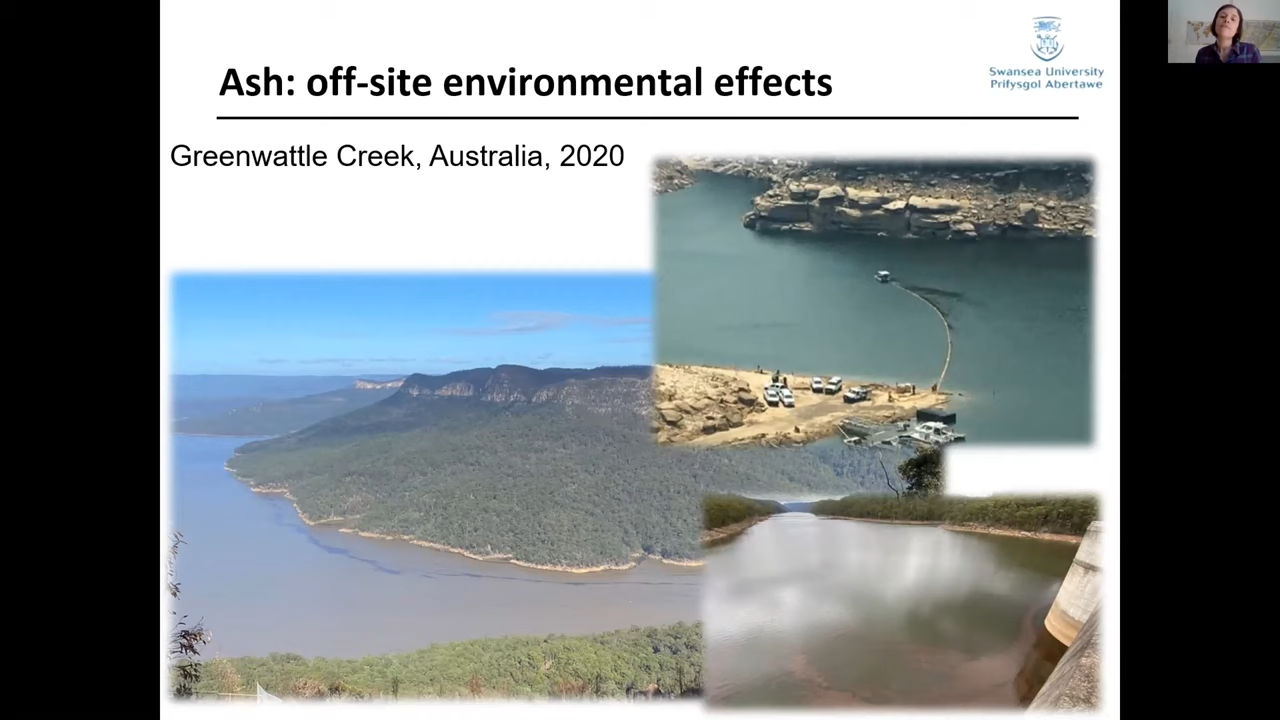 Ash: off-site environmental effects
Swansea University
Prifysgol Abertawe
Greenwattle Creek, Australia, 2020